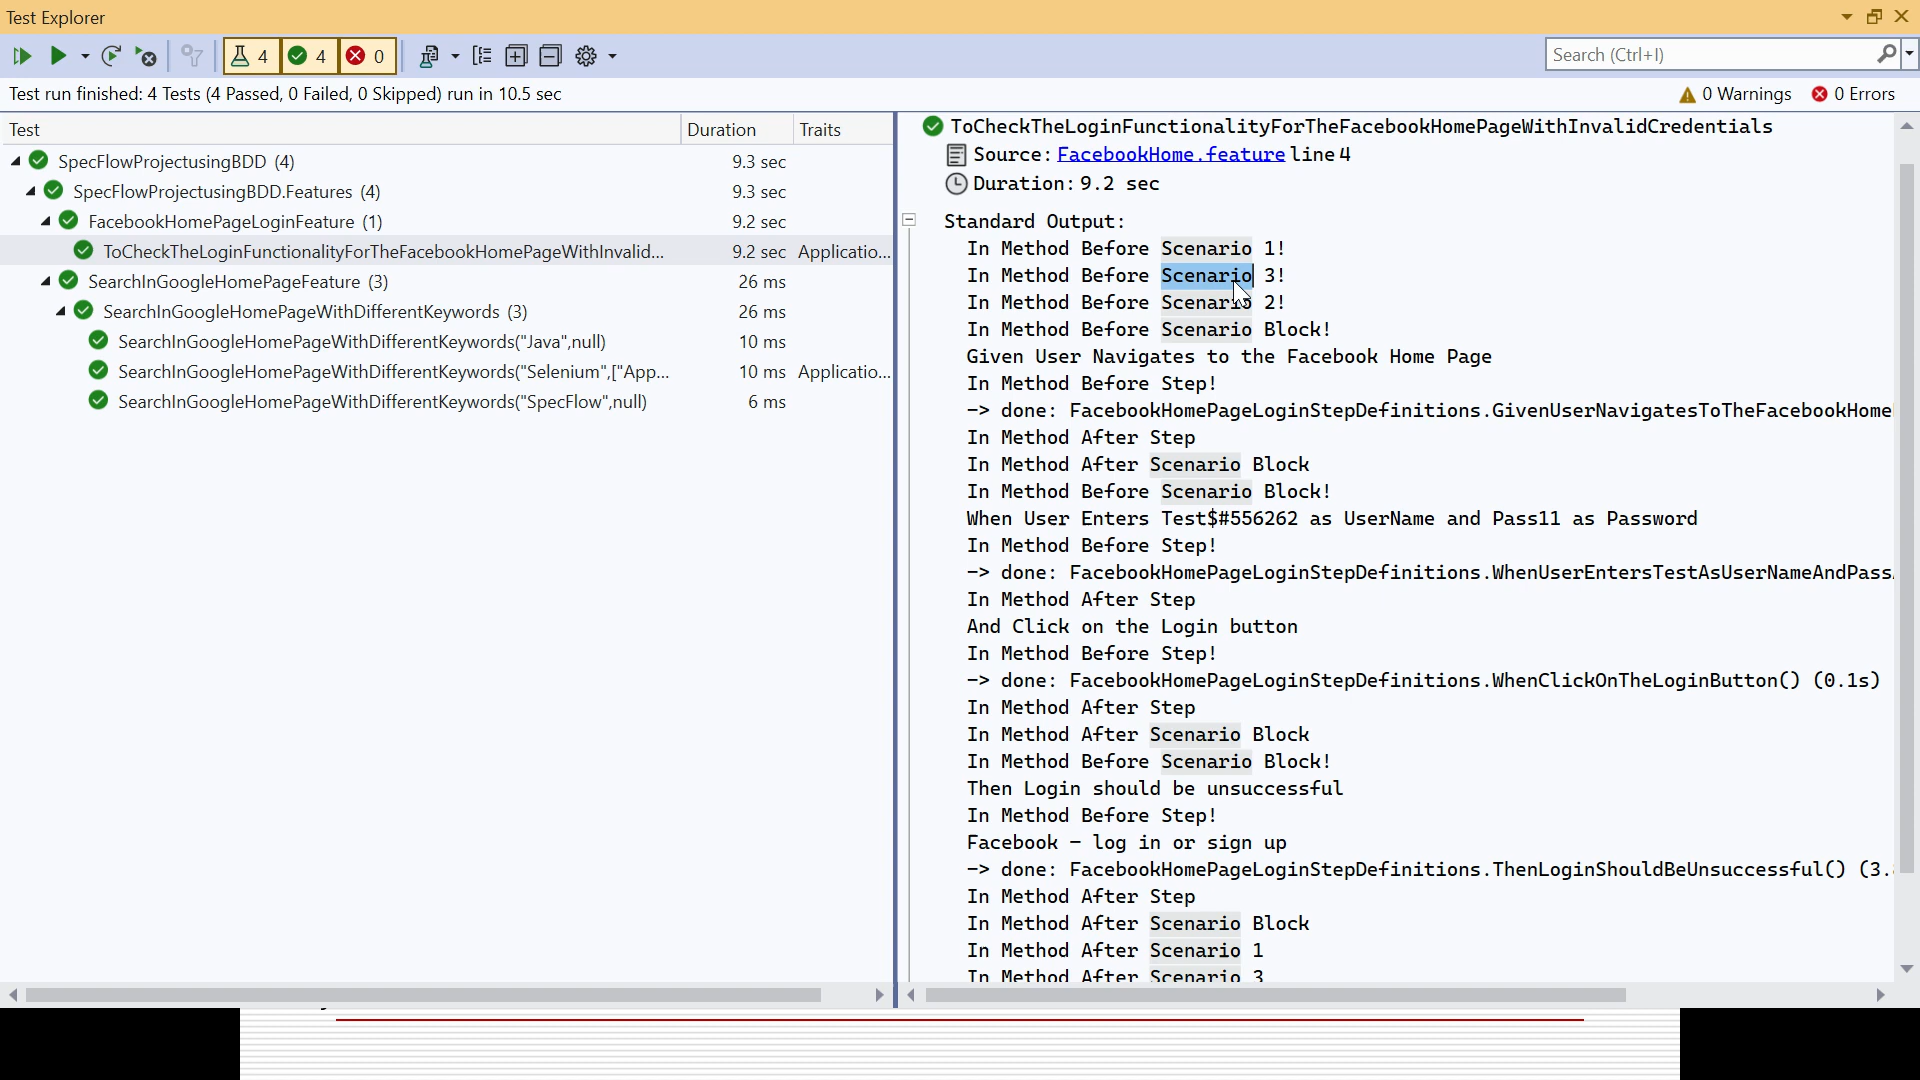 Test Explorer
4 4 0
Search (Ctrl+I)
Test run finished: 4 Tests (4 Passed, 0 Failed, 0 Skipped) run in 10.5 sec
0 Warnings 0 Errors
Test Duration Traits
SpecFlowProjectusingBDD (4) 9.3 sec
SpecFlowProjectusingBDD.Features (4) 9.3 sec
FacebookHomePageLoginFeature (1) 9.2 sec
ToCheckTheLoginFunctionalityForTheFacebookHomePageWithInvalid... 9.2 sec Applicatio...
SearchInGoogleHomePageFeature (3) 26 ms
SearchInGoogleHomePageWithDifferentKeywords (3) 26 ms
SearchInGoogleHomePageWithDifferentKeywords("Java",null) 10 ms
SearchInGoogleHomePageWithDifferentKeywords("Selenium",["App... 10 ms Applicatio...
SearchInGoogleHomePageWithDifferentKeywords("SpecFlow",null) 6 ms
ToCheckTheLoginFunctionalityForTheFacebookHomePageWithInvalidCredentials
Source: FacebookHome.feature line 4
Duration: 9.2 sec
Standard Output:
In Method Before Scenario 1!
In Method Before Scenario 3!
In Method Before Scenario 2!
In Method Before Scenario Block!
Given User Navigates to the Facebook Home Page
In Method Before Step!
-> done: FacebookHomePageLoginStepDefinitions.GivenUserNavigatesToTheFacebookHome
In Method After Step
In Method After Scenario Block
In Method Before Scenario Block!
When User Enters Test$#556262 as UserName and Pass11 as Password
In Method Before Step!
-> done: FacebookHomePageLoginStepDefinitions.WhenUserEntersTestAsUserNameAndPass
In Method After Step
And Click on the Login button
In Method Before Step!
-> done: FacebookHomePageLoginStepDefinitions.WhenClickOnTheLoginButton() (0.1s)
In Method After Step
In Method After Scenario Block
In Method Before Scenario Block!
Then Login should be unsuccessful
In Method Before Step!
Facebook – log in or sign up
-> done: FacebookHomePageLoginStepDefinitions.ThenLoginShouldBeUnsuccessful() (3.
In Method After Step
In Method After Scenario Block
In Method After Scenario 1
In Method After Scenario 3